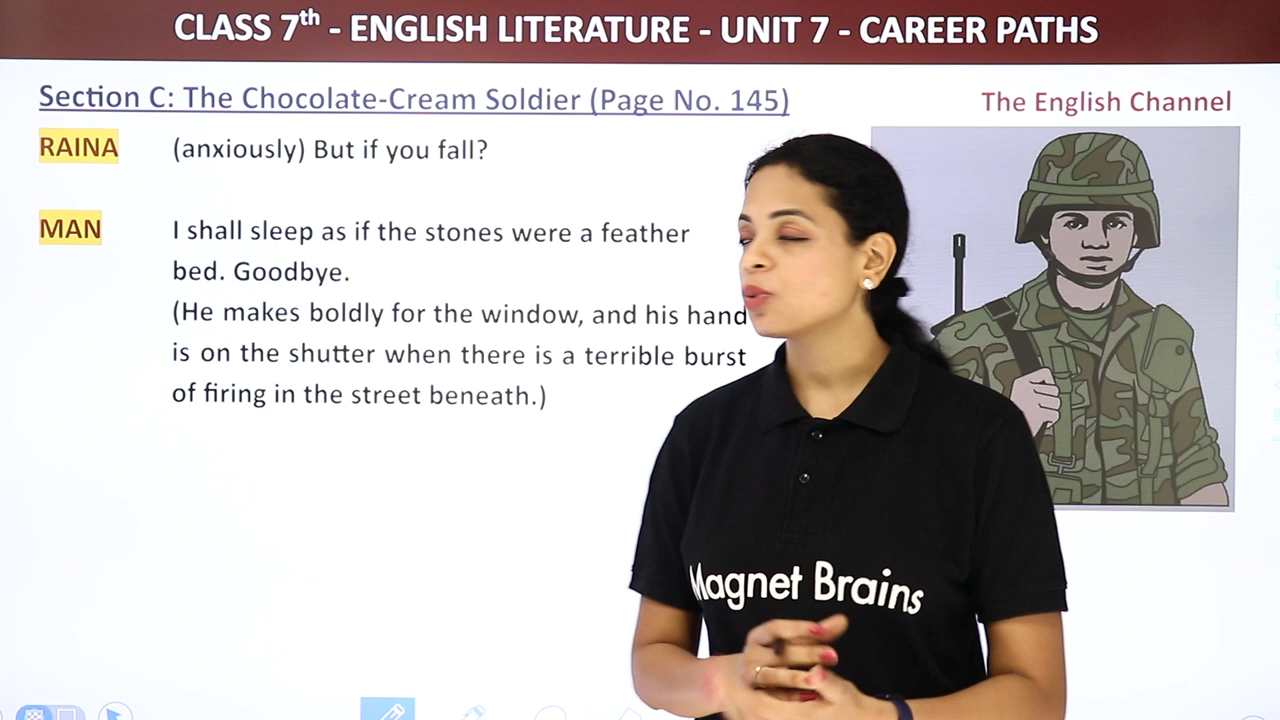 CLASS 7th - ENGLISH LITERATURE - UNIT 7 - CAREER PATHS
Section C: The Chocolate-Cream Soldier (Page No. 145)
The English Channel
RAINA (anxiously) But if you fall?
MAN I shall sleep as if the stones were a feather
bed. Goodbye.
(He makes boldly for the window, and his hand
is on the shutter when there is a terrible burst
of firing in the street beneath.)
Magnet Brains